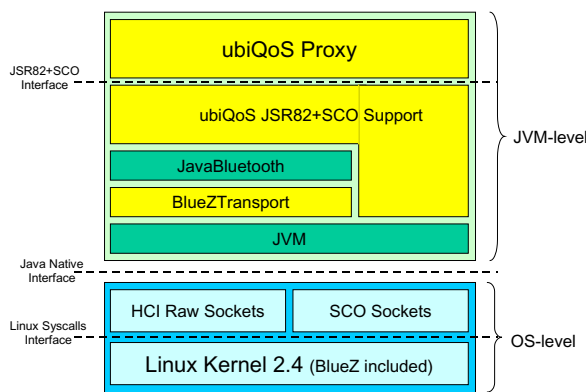 ubiQoS Proxy
JSR82+SCO
Interface
ubiQoS JSR82+SCO Support
JVM-level
JavaBluetooth
BlueZTransport
JVM
Java Native
Interface
HCI Raw Sockets
SCO Sockets
Linux Syscalls
Interface
OS-level
Linux Kernel 2.4 (BlueZ included)